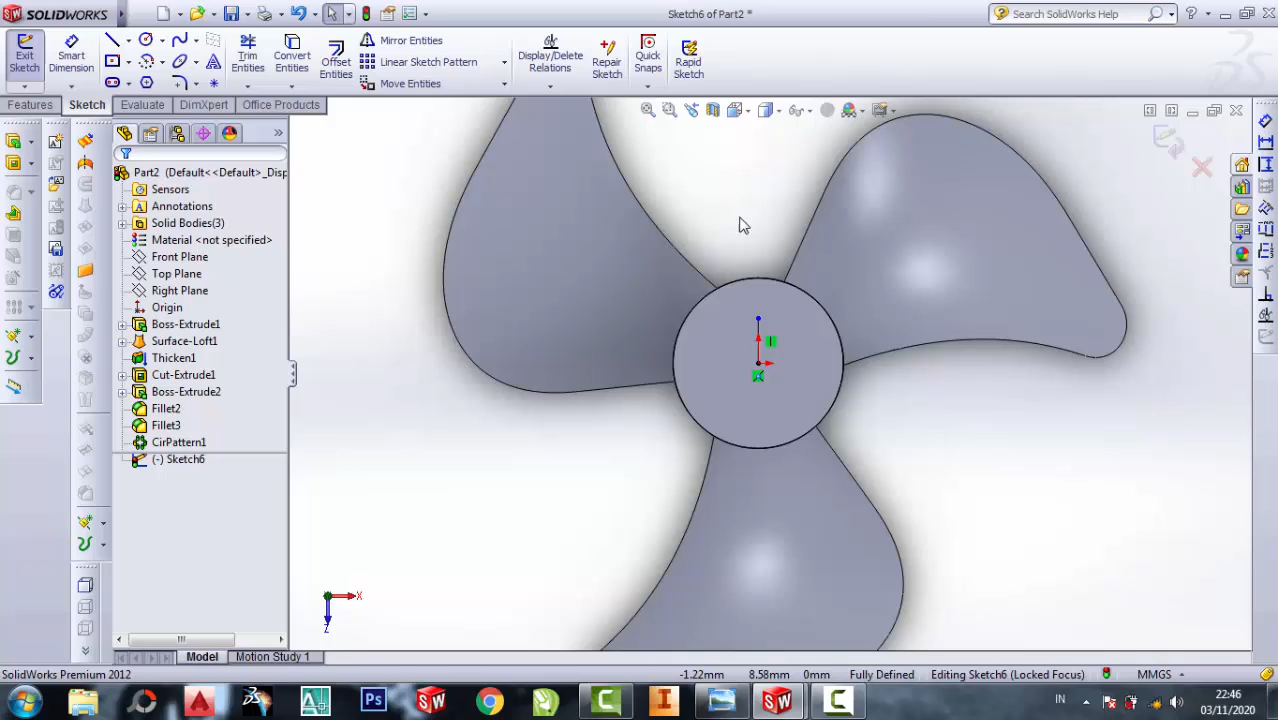 SOLIDWORKS
Sketch6 of Part2 *
Search SolidWorks Help
Exit Sketch
Smart Dimension
Trim Entities
Convert Entities
Offset Entities
Mirror Entities
Linear Sketch Pattern
Move Entities
Display/Delete Relations
Repair Sketch
Quick Snaps
Rapid Sketch
Features
Sketch
Evaluate
DimXpert
Office Products
Part2 (Default<<Default>_Disp
Sensors
Annotations
Solid Bodies(3)
Material <not specified>
Front Plane
Top Plane
Right Plane
Origin
Boss-Extrude1
Surface-Loft1
Thicken1
Cut-Extrude1
Boss-Extrude2
Fillet2
Fillet3
CirPattern1
(-) Sketch6
X
Z
Model
Motion Study 1
SolidWorks Premium 2012
-1.22mm
8.58mm
0mm
Fully Defined
Editing Sketch6 (Locked Focus)
MMGS
Ps
SW
SW
IN
22:46
03/11/2020